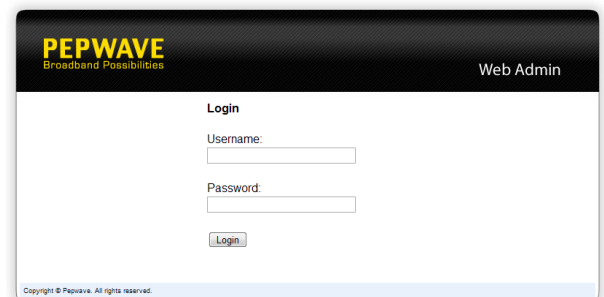 PEPWAVE
Broadband Possibilities
Web Admin
Login
Username:
Password:
Login
Copyright © Pepwave. All rights reserved.